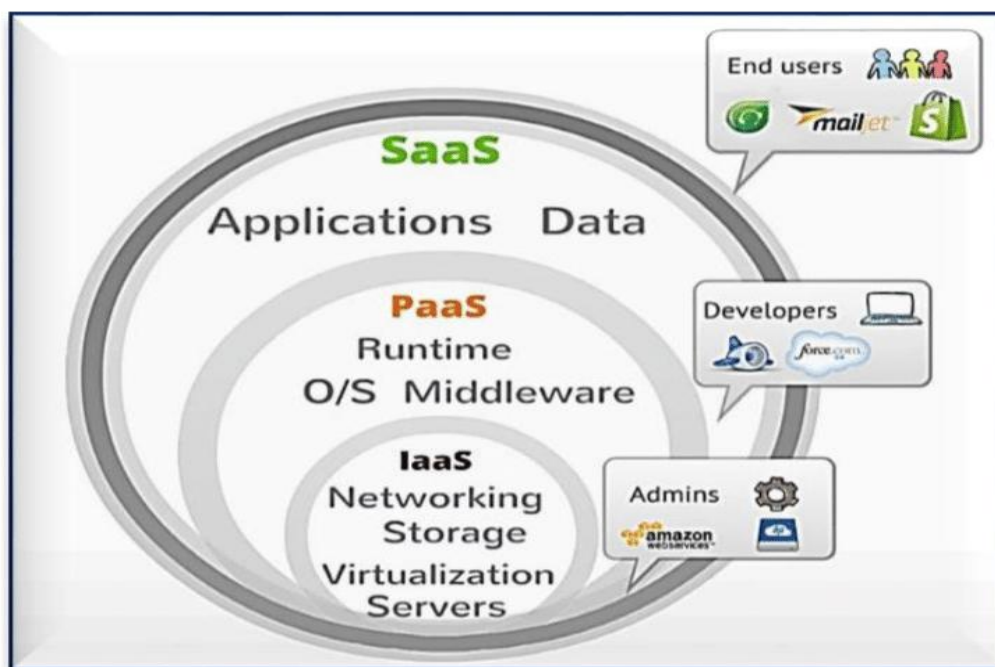 End users
mailjet
S
SaaS
Applications Data
PaaS
Runtime
O/S Middleware
Developers
force.com
IaaS
Networking
Storage
Virtualization
Servers
Admins
amazon
webservices™